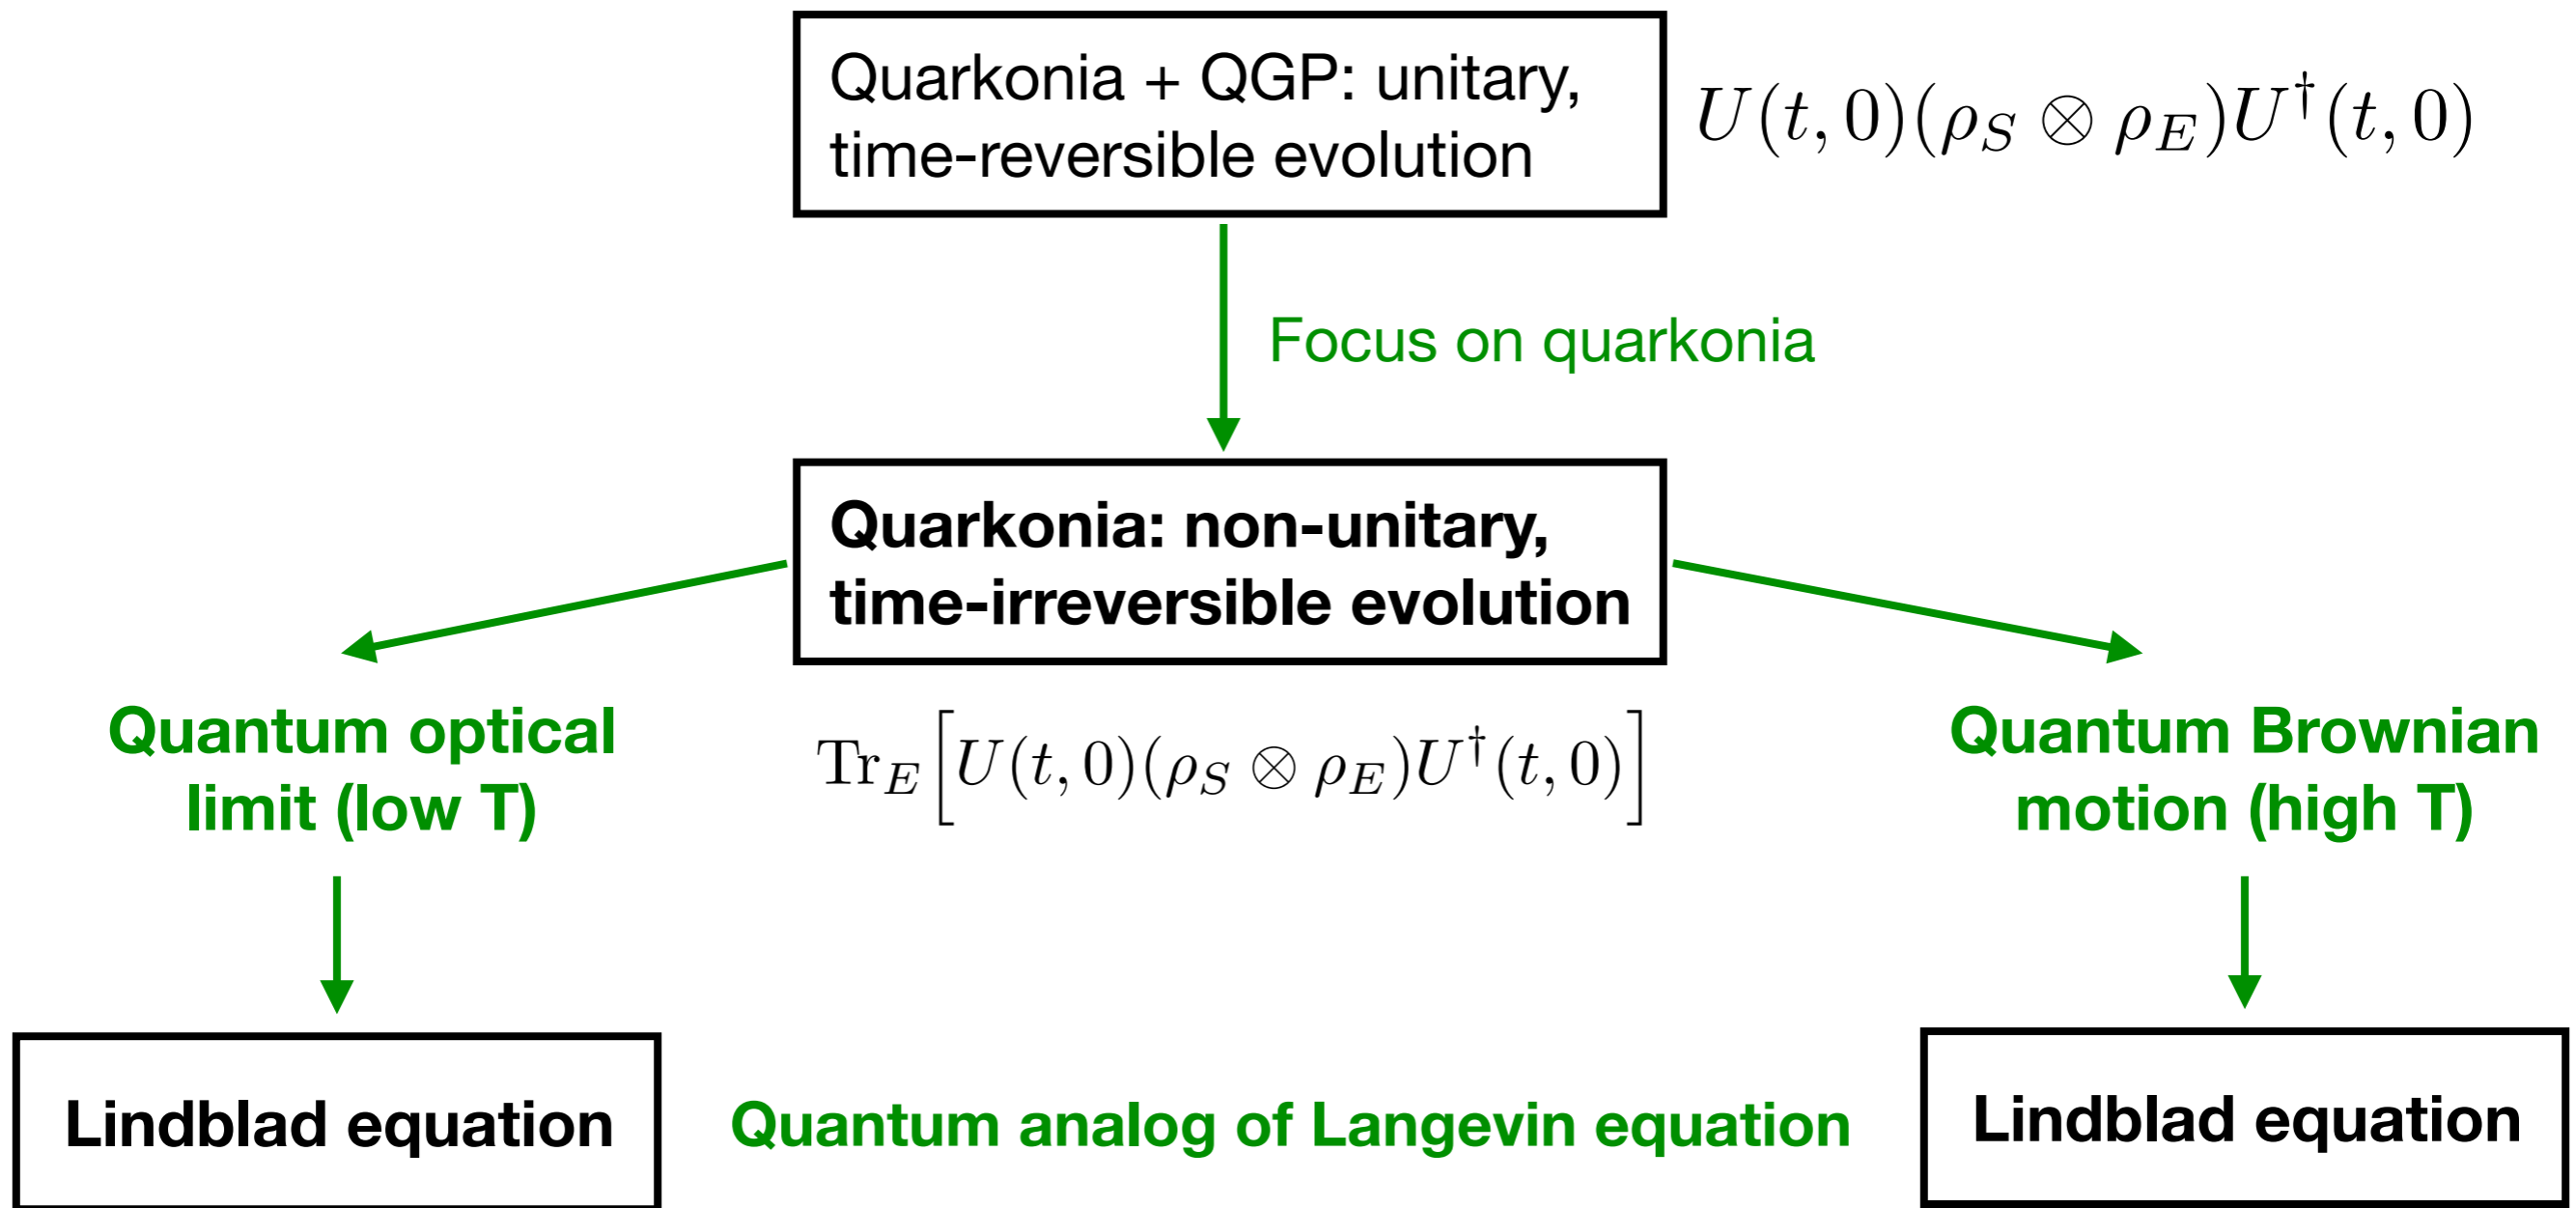 Quarkonia + QGP: unitary,
time-reversible evolution
U(t, 0)(ρ_S ⊗ ρ_E)U^†(t, 0)
Focus on quarkonia
Quarkonia: non-unitary,
time-irreversible evolution
Quantum optical
limit (low T)
Tr_E[U(t, 0)(ρ_S ⊗ ρ_E)U^†(t, 0)]
Quantum Brownian
motion (high T)
Lindblad equation
Quantum analog of Langevin equation
Lindblad equation